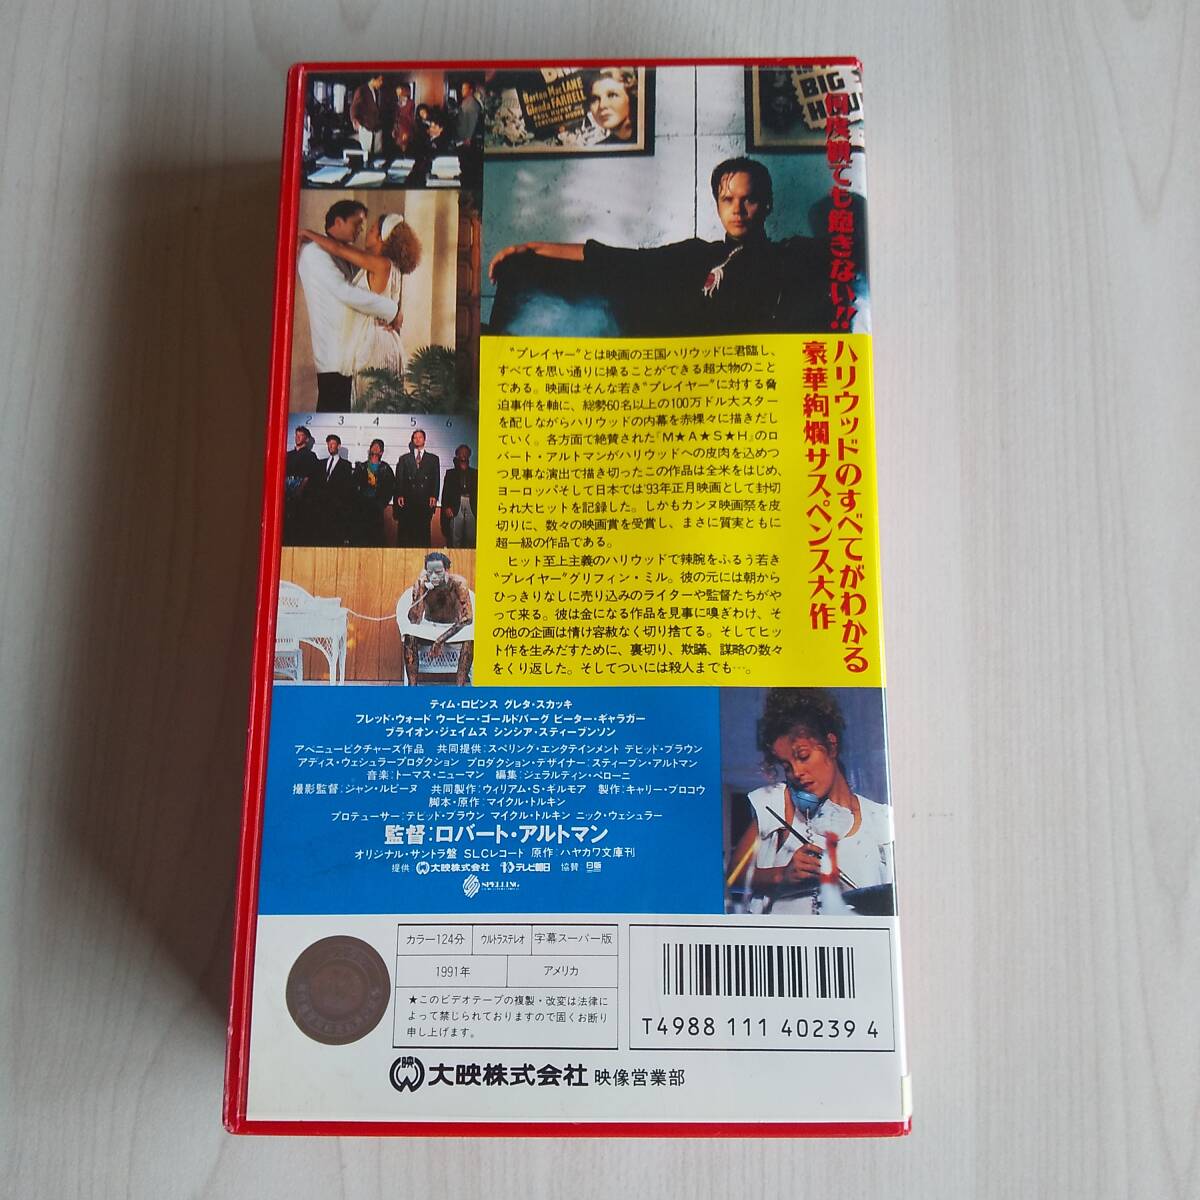 Barton MacLANE
Glenda FARRELL
PAUL HURST
CONSTANCE MOORE
BIG
HOU
何度観ても飽きない!!
ハリウッドのすべてがわかる
豪華絢爛サスペンス大作
2 3 4 5 6
“プレイヤー”とは映画の王国ハリウッドに君臨し、
すべてを思い通りに操ることができる超大物のこと
である。映画はそんな若き“プレイヤー”に対する脅
迫事件を軸に、総勢60名以上の100万ドル大スター
を配しながらハリウッドの内幕を赤裸々に描きだし
ていく。各方面で絶賛された『M★A★S★H』のロ
バート・アルトマンがハリウッドへの皮肉を込めつ
つ見事な演出で描き切ったこの作品は全米をはじめ、
ヨーロッパそして日本では'93年正月映画として封切
られ大ヒットを記録した。しかもカンヌ映画祭を皮
切りに、数々の映画賞を受賞し、まさに質実ともに
超一級の作品である。
ヒット至上主義のハリウッドで辣腕をふるう若き
“プレイヤー”グリフィン・ミル。彼の元には朝から
ひっきりなしに売り込みのライターや監督たちがや
って来る。彼は金になる作品を見事に嗅ぎわけ、そ
の他の企画は情け容赦なく切り捨てる。そしてヒッ
ト作を生みだすために、裏切り、欺瞞、謀略の数々
をくり返した。そしてついには殺人までも…。
ティム・ロビンス グレタ・スカッキ
フレッド・ウォード ウーピー・ゴールドバーグ ピーター・ギャラガー
ブライオン・ジェイムス シンシア・スティーブンソン
アベニューピクチャーズ作品 共同提供:スペリング・エンタテインメント デビッド・ブラウン
アディス・ウェシュラープロダクション プロダクション・デザイナー:スティーブン・アルトマン
音楽:トーマス・ニューマン 編集:ジェラルディン・ペローニ
撮影監督:ジャン・ルピーヌ 共同製作:ウィリアム・S・ギルモア 製作:キャリー・ブロコウ
脚本・原作:マイクル・トルキン
プロデューサー:デビッド・ブラウン マイクル・トルキン ニック・ウェシュラー
監督:ロバート・アルトマン
オリジナル・サントラ盤 SLCレコード 原作:ハヤカワ文庫刊
提供 大映株式会社 テレビ朝日 協賛
SPELLING
カラー124分 ウルトラステレオ 字幕スーパー版
1991年 アメリカ
★このビデオテープの複製・改変は法律に
よって禁じられておりますので固くお断り
申し上げます。
T4988 111 40239 4
大映株式会社 映像営業部